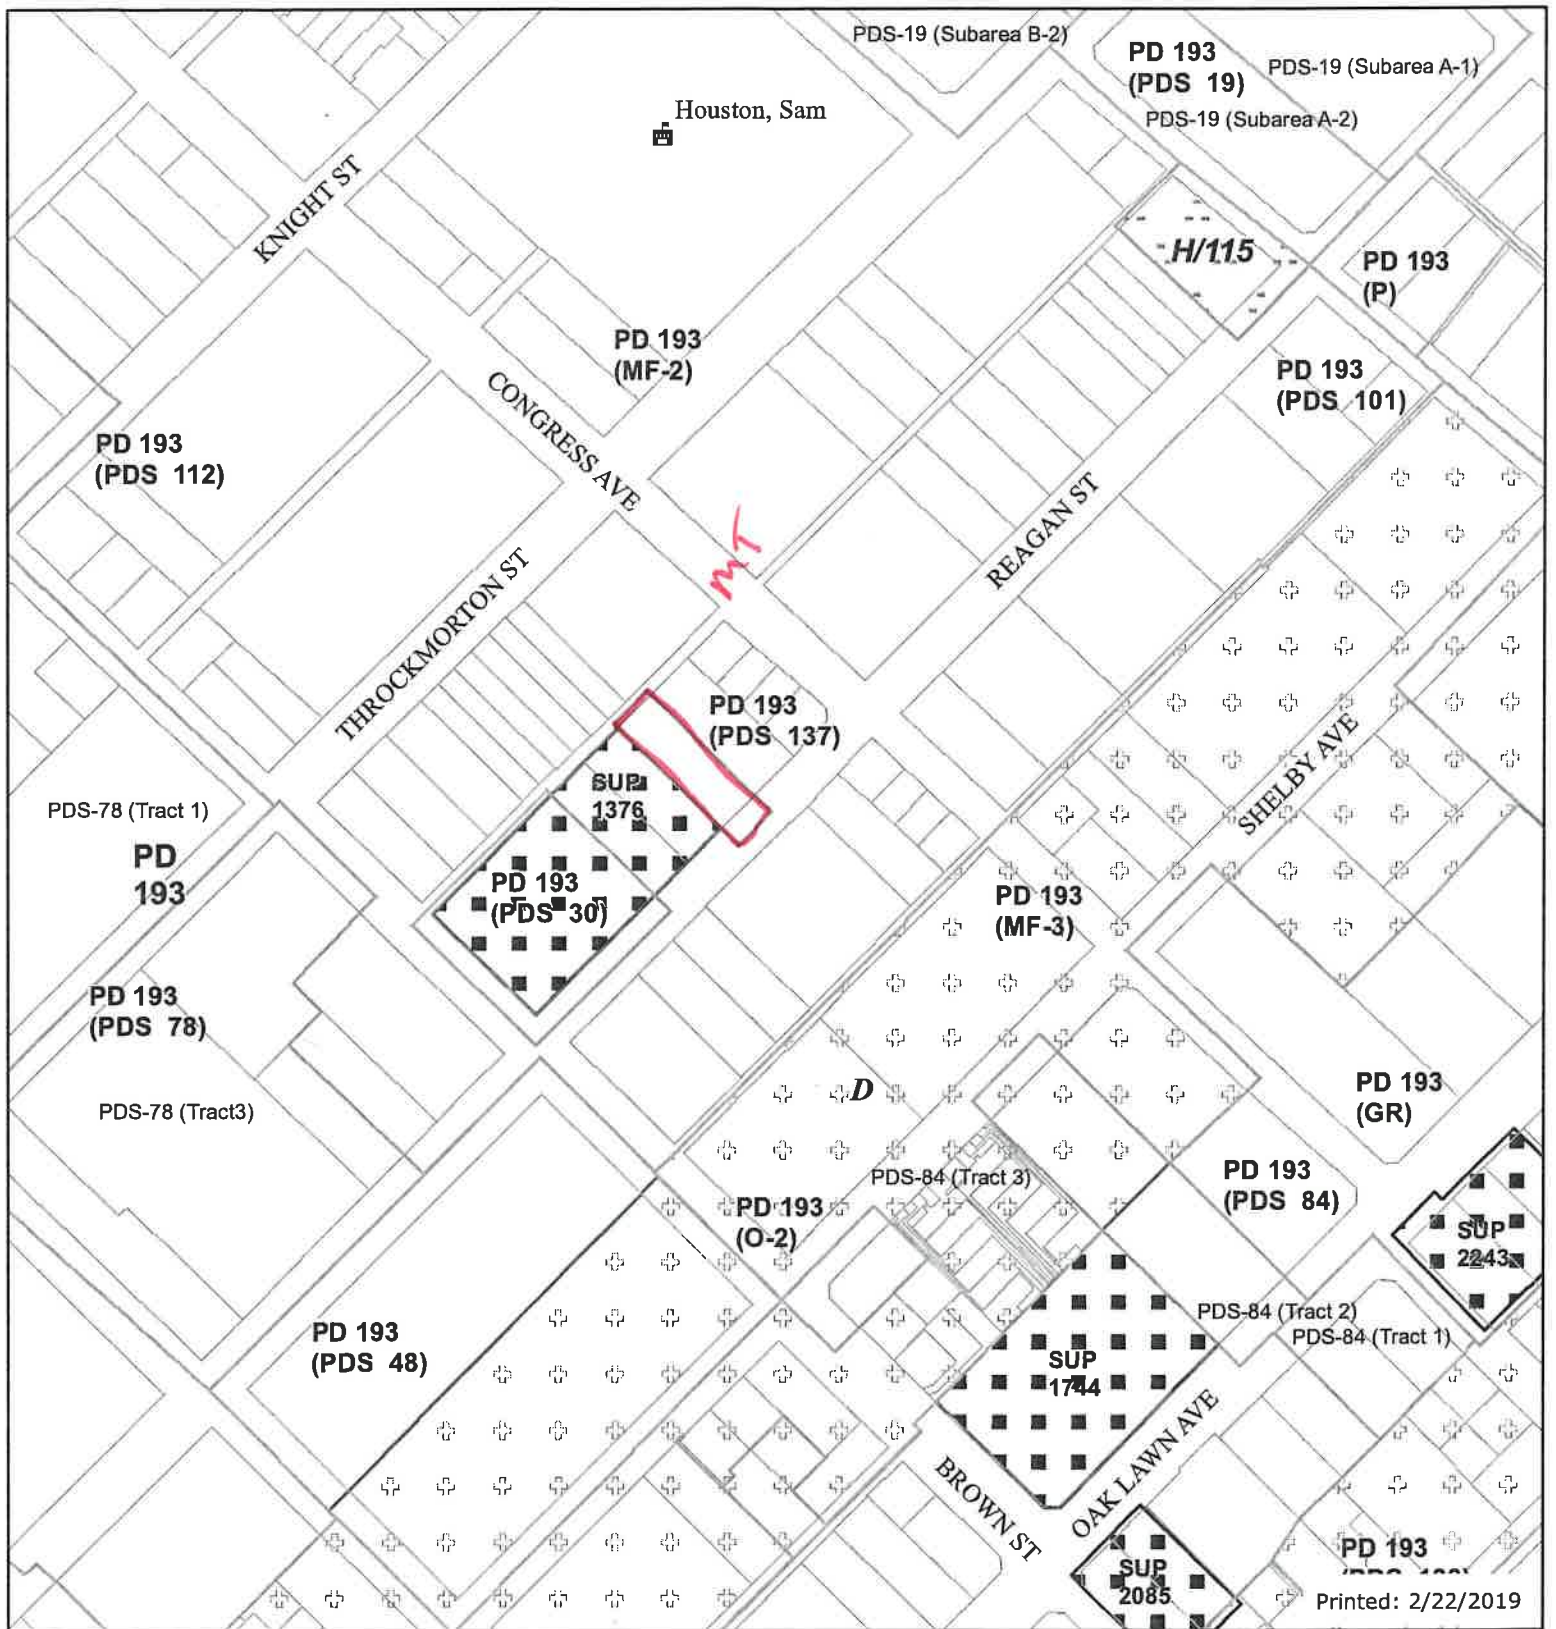 PDS-19 (Subarea B-2)
PD 193
(PDS 19)
PDS-19 (Subarea A-1)
PDS-19 (Subarea A-2)
Houston, Sam
KNIGHT ST
H/115
PD 193
(P)
PD 193
(MF-2)
PD 193
(PDS 101)
CONGRESS AVE
PD 193
(PDS 112)
REAGAN ST
MT
THROCKMORTON ST
PD 193
(PDS 137)
SHELBY AVE
SUP
1376
PDS-78 (Tract 1)
PD
193
PD 193
(PDS 30)
PD 193
(MF-3)
PD 193
(PDS 78)
D
PDS-78 (Tract3)
PD 193
(GR)
PDS-84 (Tract 3)
PD 193
(PDS 84)
PD 193
(O-2)
SUP
2243
PDS-84 (Tract 2)
PDS-84 (Tract 1)
PD 193
(PDS 48)
SUP
1744
OAK LAWN AVE
BROWN ST
PD 193
SUP
2085
Printed: 2/22/2019